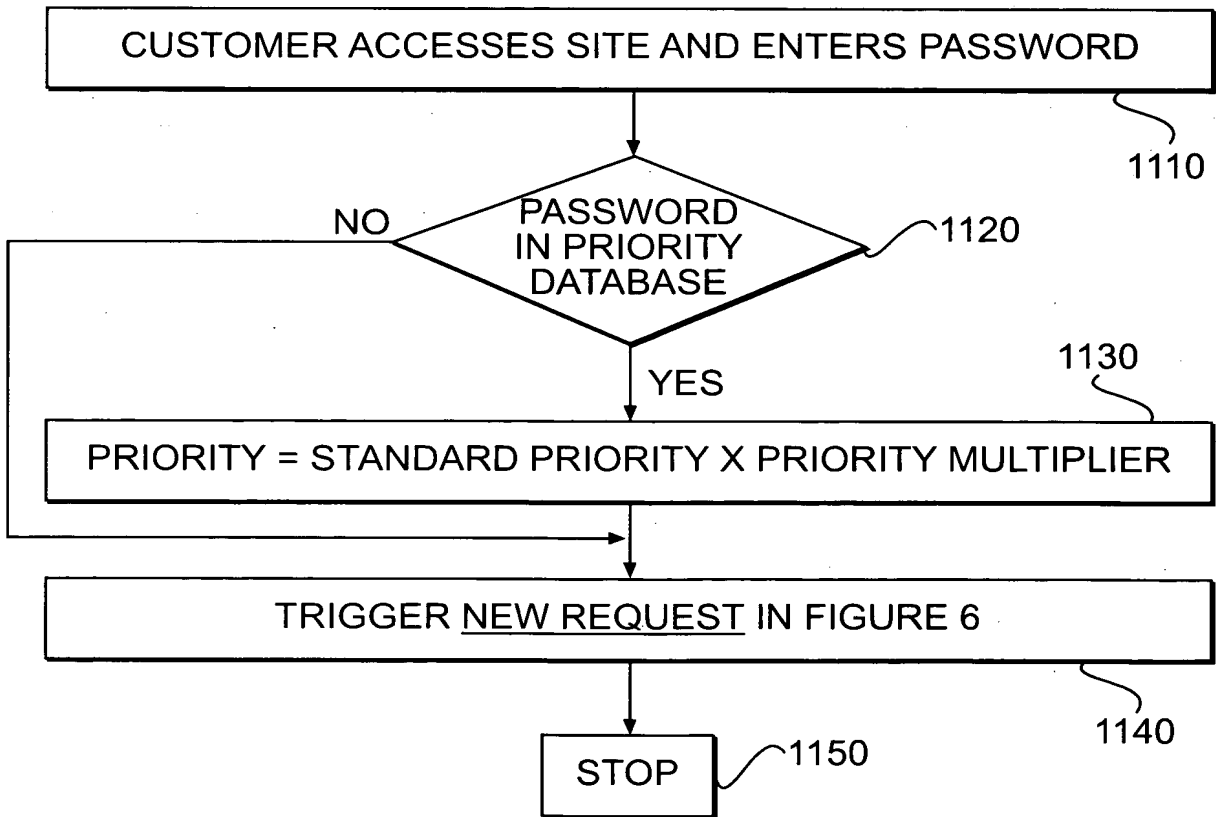 CUSTOMER ACCESSES SITE AND ENTERS PASSWORD
1110
NO
PASSWORD
IN PRIORITY
DATABASE
1120
YES
1130
PRIORITY = STANDARD PRIORITY X PRIORITY MULTIPLIER
TRIGGER NEW REQUEST IN FIGURE 6
1140
STOP
1150